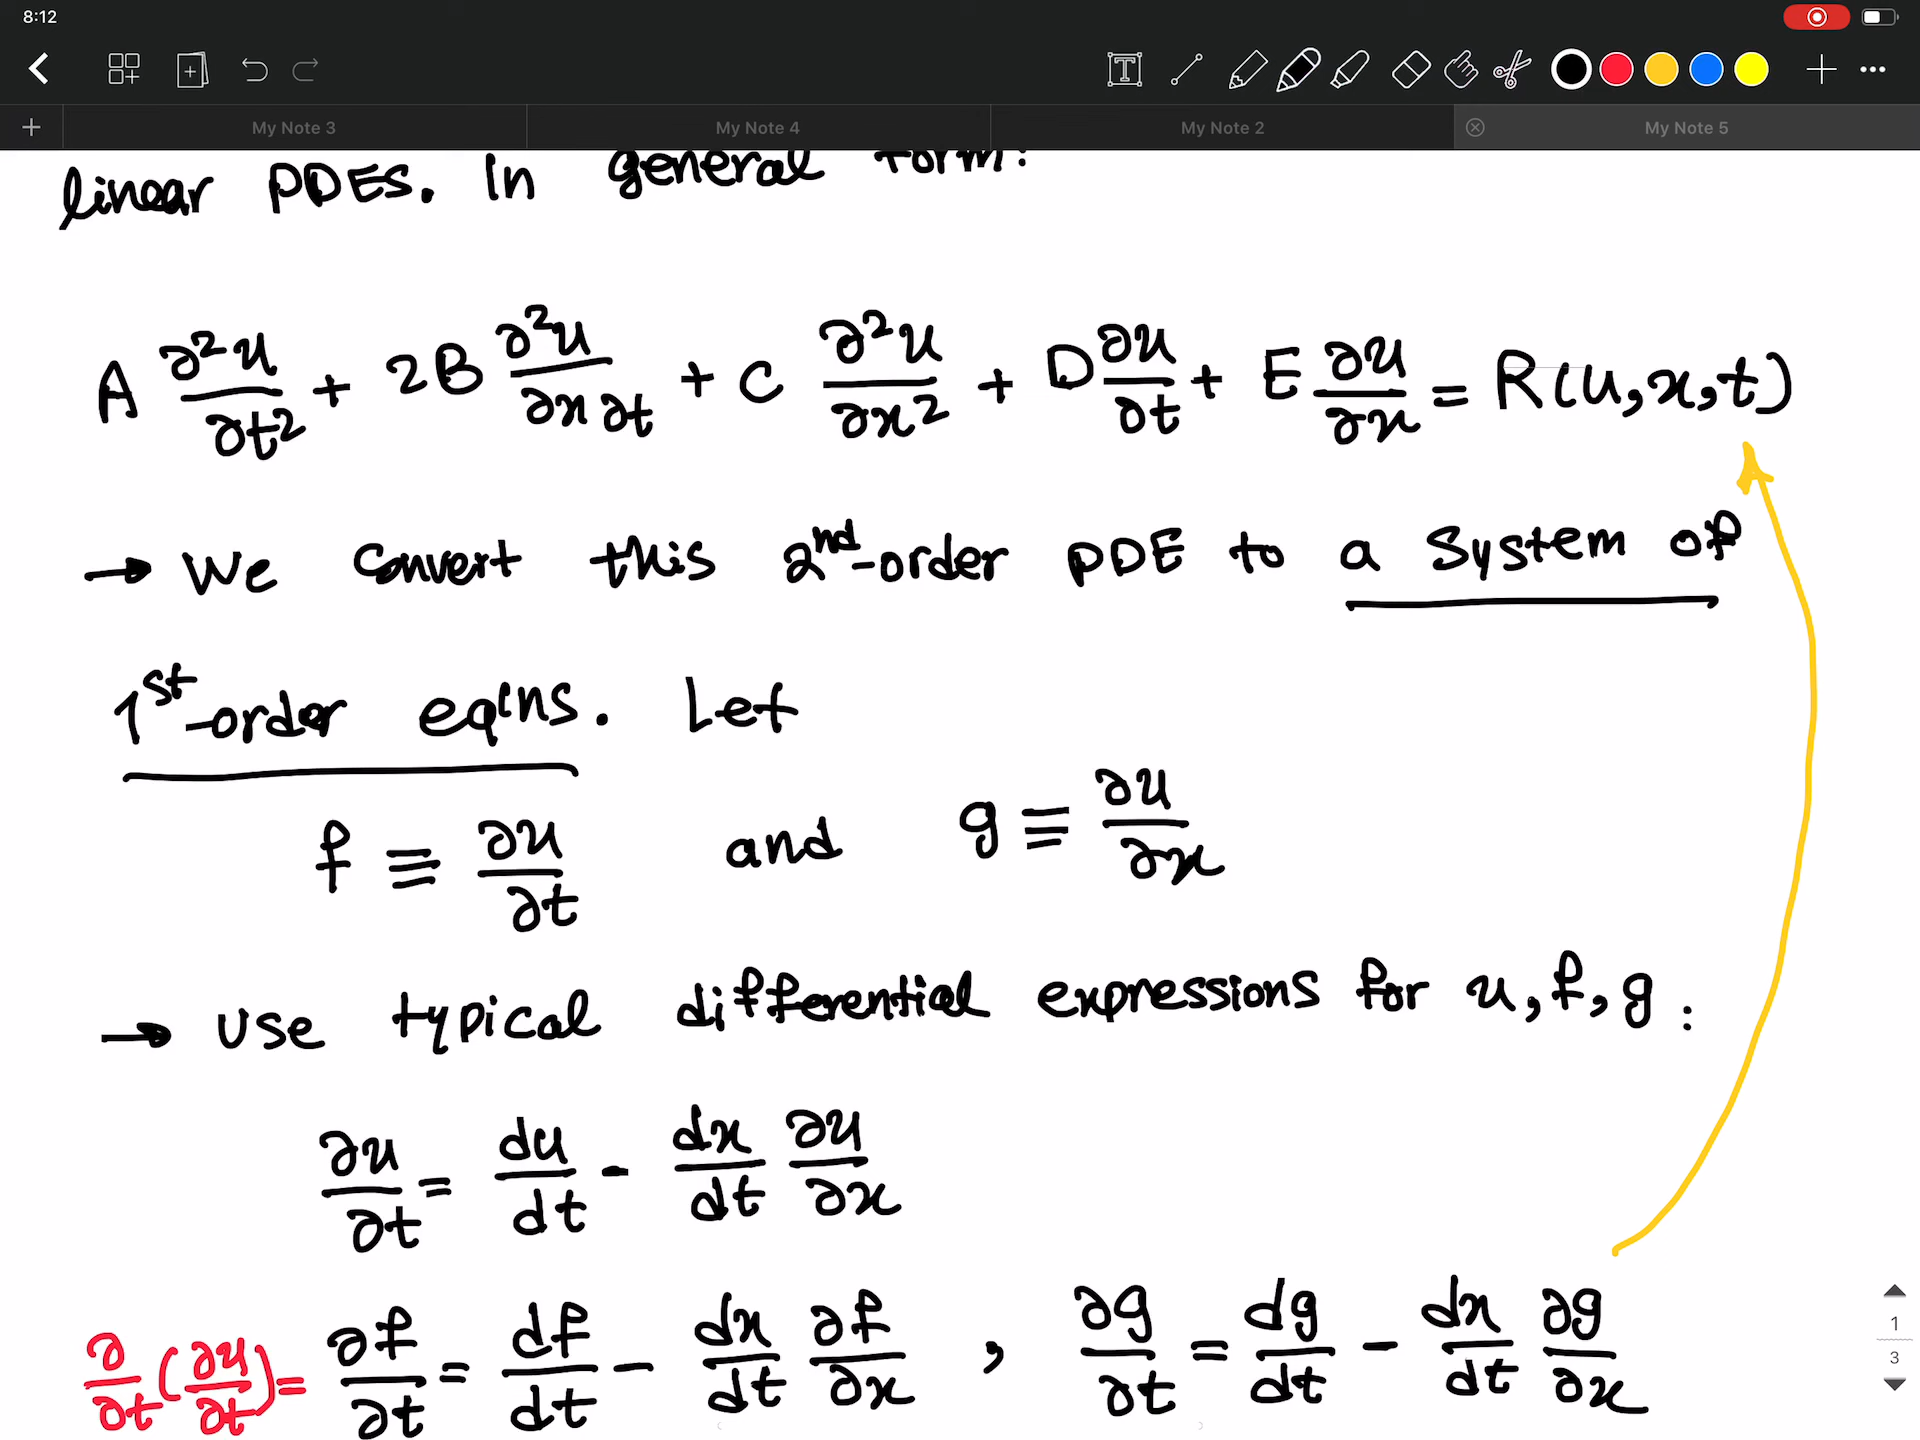 8:12
My Note 3 My Note 4 My Note 2 My Note 5
linear PDES. In general form:
A ∂²u/∂t² + 2B ∂²u/∂x∂t + C ∂²u/∂x² + D ∂u/∂t + E ∂u/∂x = R(u,x,t)
→ We convert this 2nd-order PDE to a system of
1st-order eq'ns. Let
f ≡ ∂u/∂t and g ≡ ∂u/∂x
→ Use typical differential expressions for u, f, g :
∂u/∂t = du/dt - dx/dt ∂u/∂x
∂/∂t (∂u/∂t) = ∂f/∂t = df/dt - dx/dt ∂f/∂x , ∂g/∂t = dg/dt - dx/dt ∂g/∂x
1
3